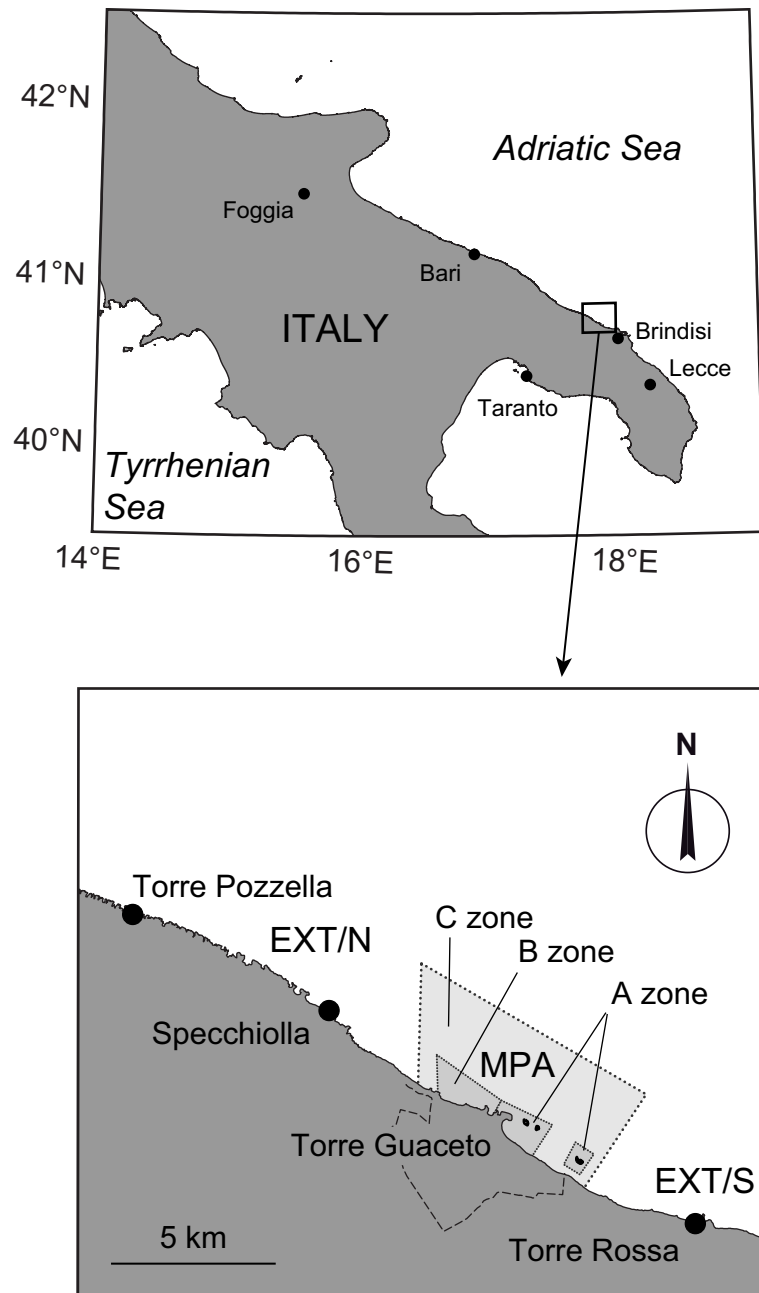 42°N
Adriatic Sea
Foggia
41°N
Bari
ITALY
Brindisi
Lecce
Taranto
40°N
Tyrrhenian
Sea
14°E
16°E
18°E
N
Torre Pozzella
C zone
EXT/N
B zone
A zone
Specchiolla
MPA
Torre Guaceto
EXT/S
5 km
Torre Rossa